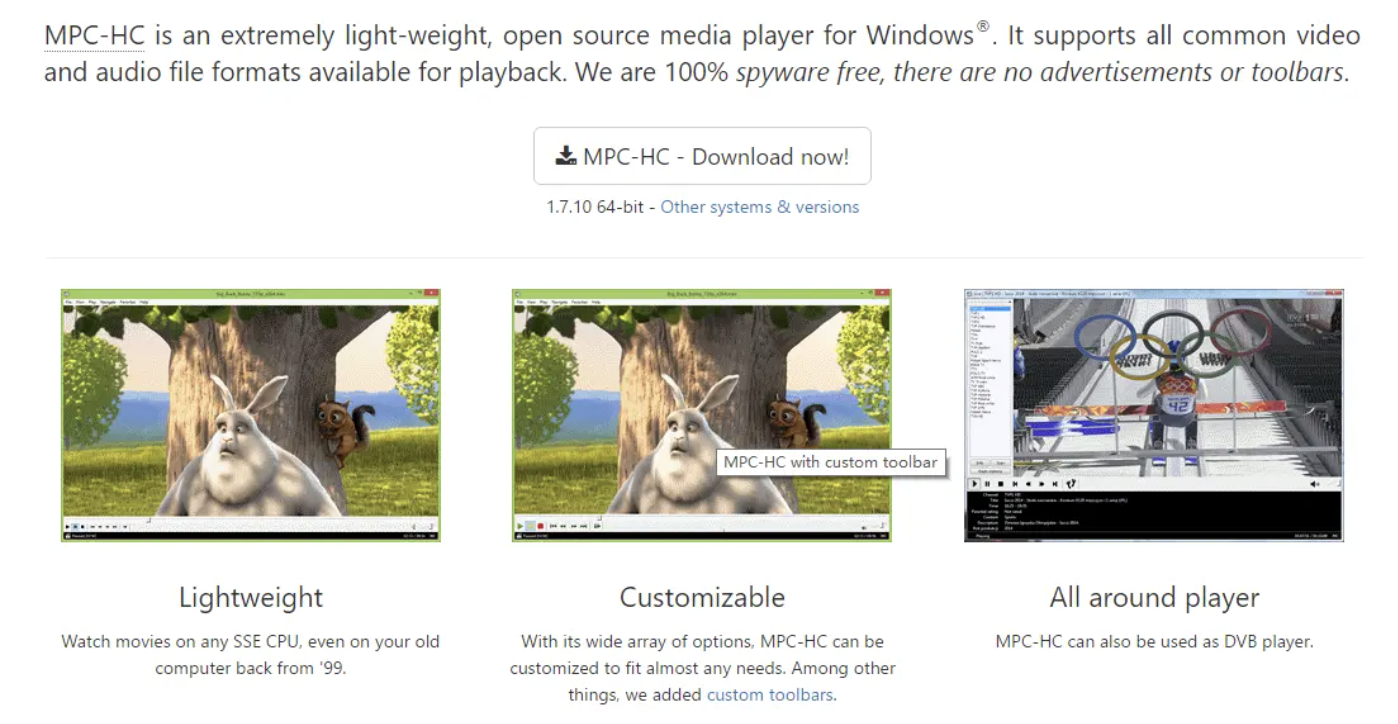 MPC-HC is an extremely light-weight, open source media player for Windows®. It supports all common video
and audio file formats available for playback. We are 100% spyware free, there are no advertisements or toolbars.
MPC-HC - Download now!
1.7.10 64-bit - Other systems & versions
MPC-HC with custom toolbar
42
Lightweight
Customizable
All around player
Watch movies on any SSE CPU, even on your old
computer back from '99.
With its wide array of options, MPC-HC can be
customized to fit almost any needs. Among other
things, we added custom toolbars.
MPC-HC can also be used as DVB player.